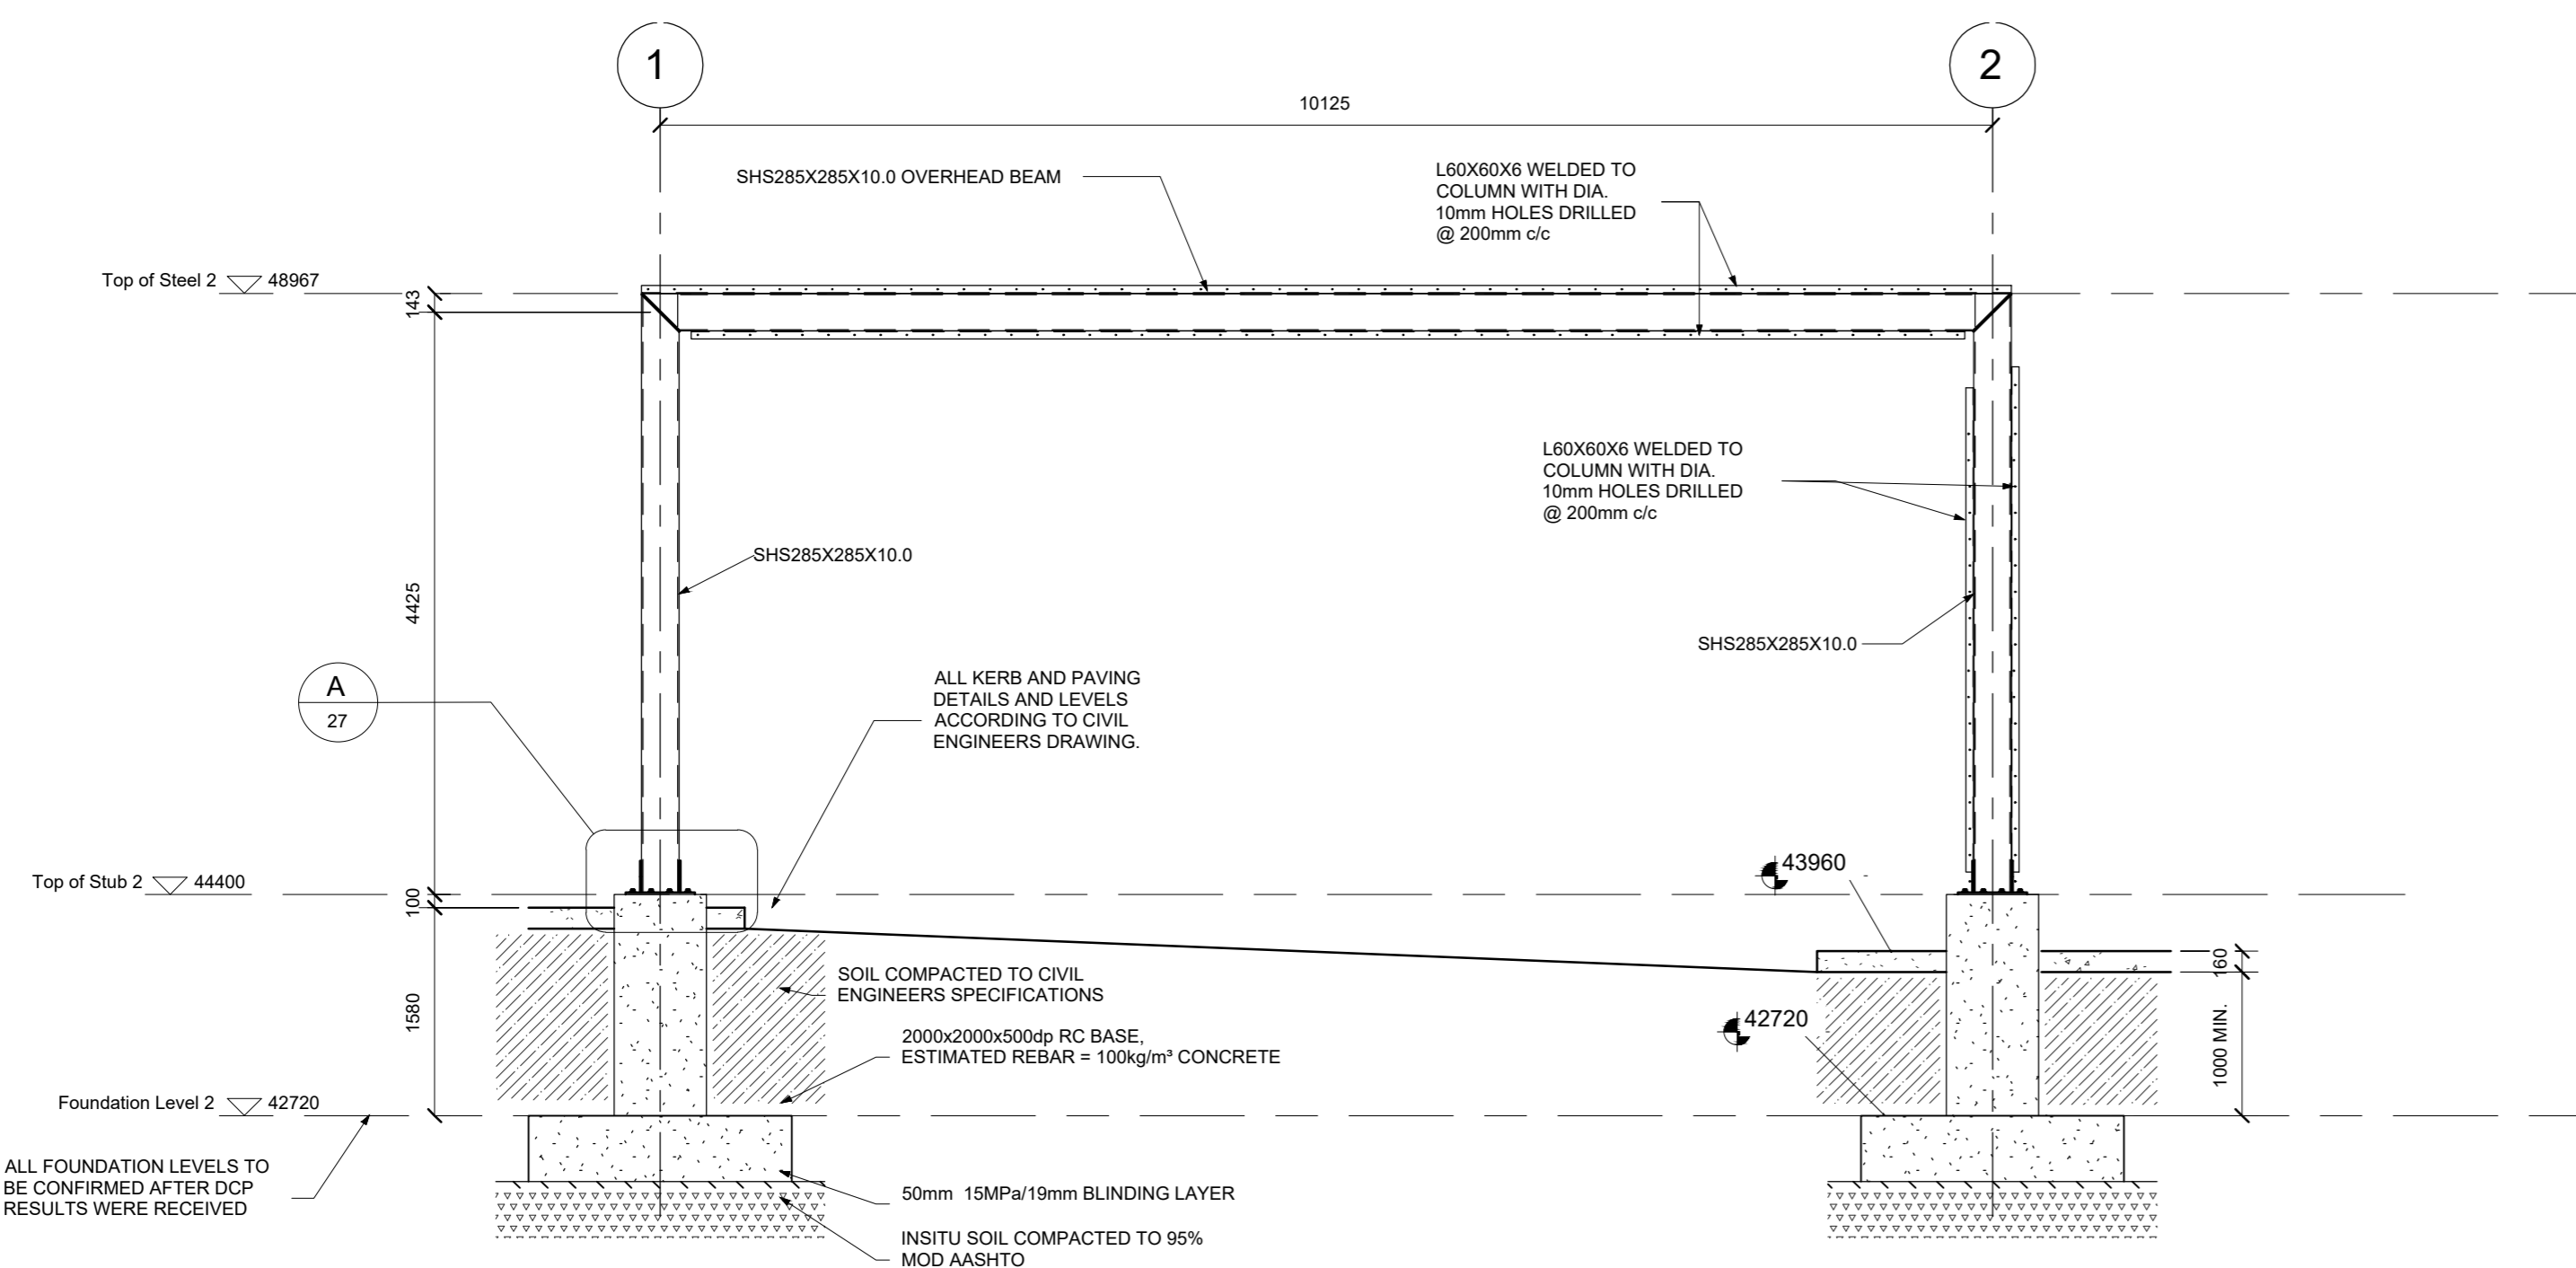 1
2
10125
SHS285X285X10.0 OVERHEAD BEAM
L60X60X6 WELDED TO
COLUMN WITH DIA.
10mm HOLES DRILLED
@ 200mm c/c
Top of Steel 2
48967
143
L60X60X6 WELDED TO
COLUMN WITH DIA.
10mm HOLES DRILLED
@ 200mm c/c
SHS285X285X10.0
4425
SHS285X285X10.0
A
27
ALL KERB AND PAVING
DETAILS AND LEVELS
ACCORDING TO CIVIL
ENGINEERS DRAWING.
43960
Top of Stub 2
44400
100
160
SOIL COMPACTED TO CIVIL
ENGINEERS SPECIFICATIONS
1580
42720
1000 MIN.
2000x2000x500dp RC BASE,
ESTIMATED REBAR = 100kg/m³ CONCRETE
Foundation Level 2
42720
ALL FOUNDATION LEVELS TO
BE CONFIRMED AFTER DCP
RESULTS WERE RECEIVED
50mm 15MPa/19mm BLINDING LAYER
INSITU SOIL COMPACTED TO 95%
MOD AASHTO